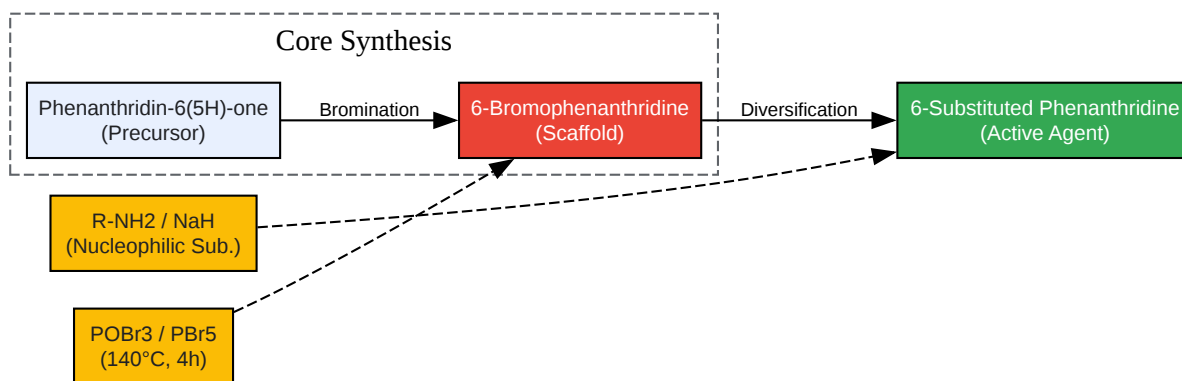 Core Synthesis
Phenanthridin-6(5H)-one
(Precursor)
Bromination
6-Bromophenanthridine
(Scaffold)
Diversification
6-Substituted Phenanthridine
(Active Agent)
R-NH2 / NaH
(Nucleophilic Sub.)
POBr3 / PBr5
(140°C, 4h)